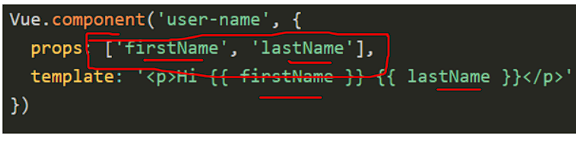 Vue.component('user-name', {
props: ['firstName', 'lastName'],
template: '<p>Hi {{ firstName }} {{ lastName }}</p>'
})